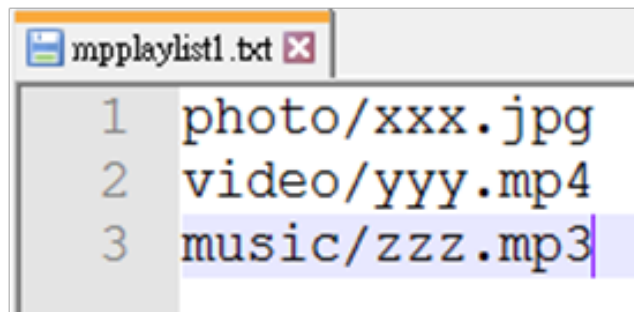 mpplaylist1.txt
1 photo/xxx.jpg
2 video/yyy.mp4
3 music/zzz.mp3